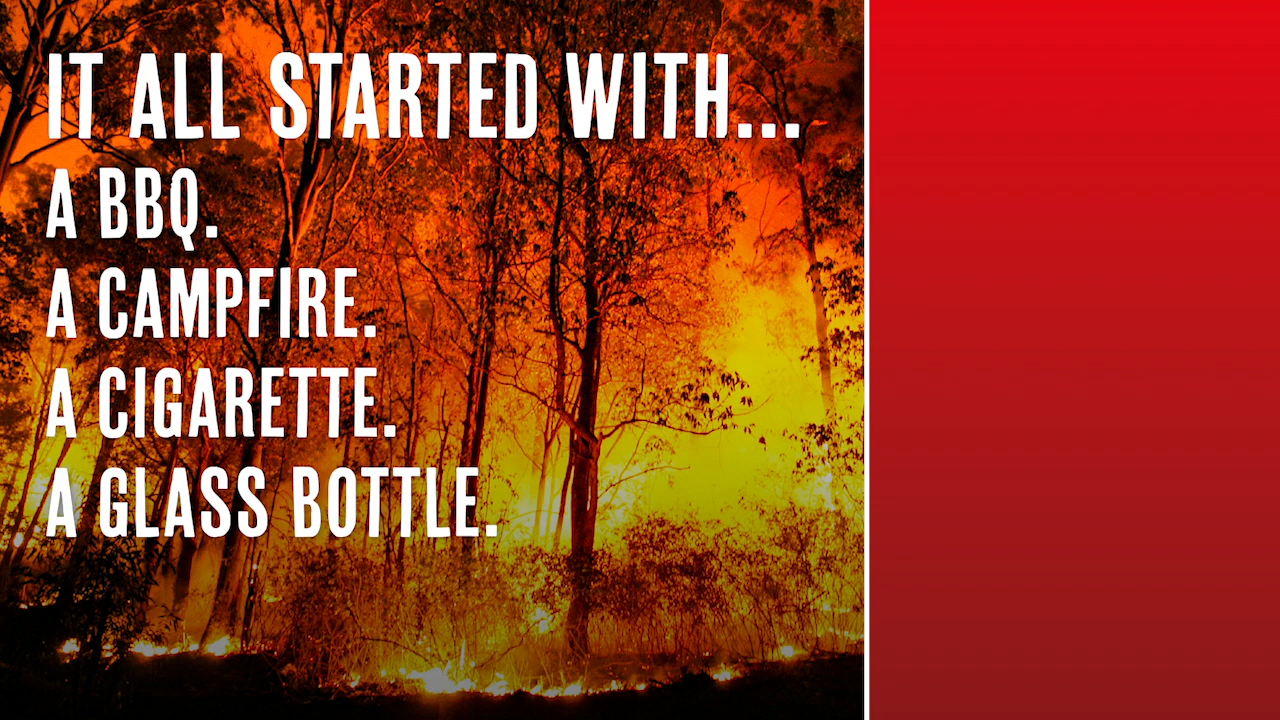 IT ALL STARTED WITH...
A BBQ.
A CAMPFIRE.
A CIGARETTE.
A GLASS BOTTLE.